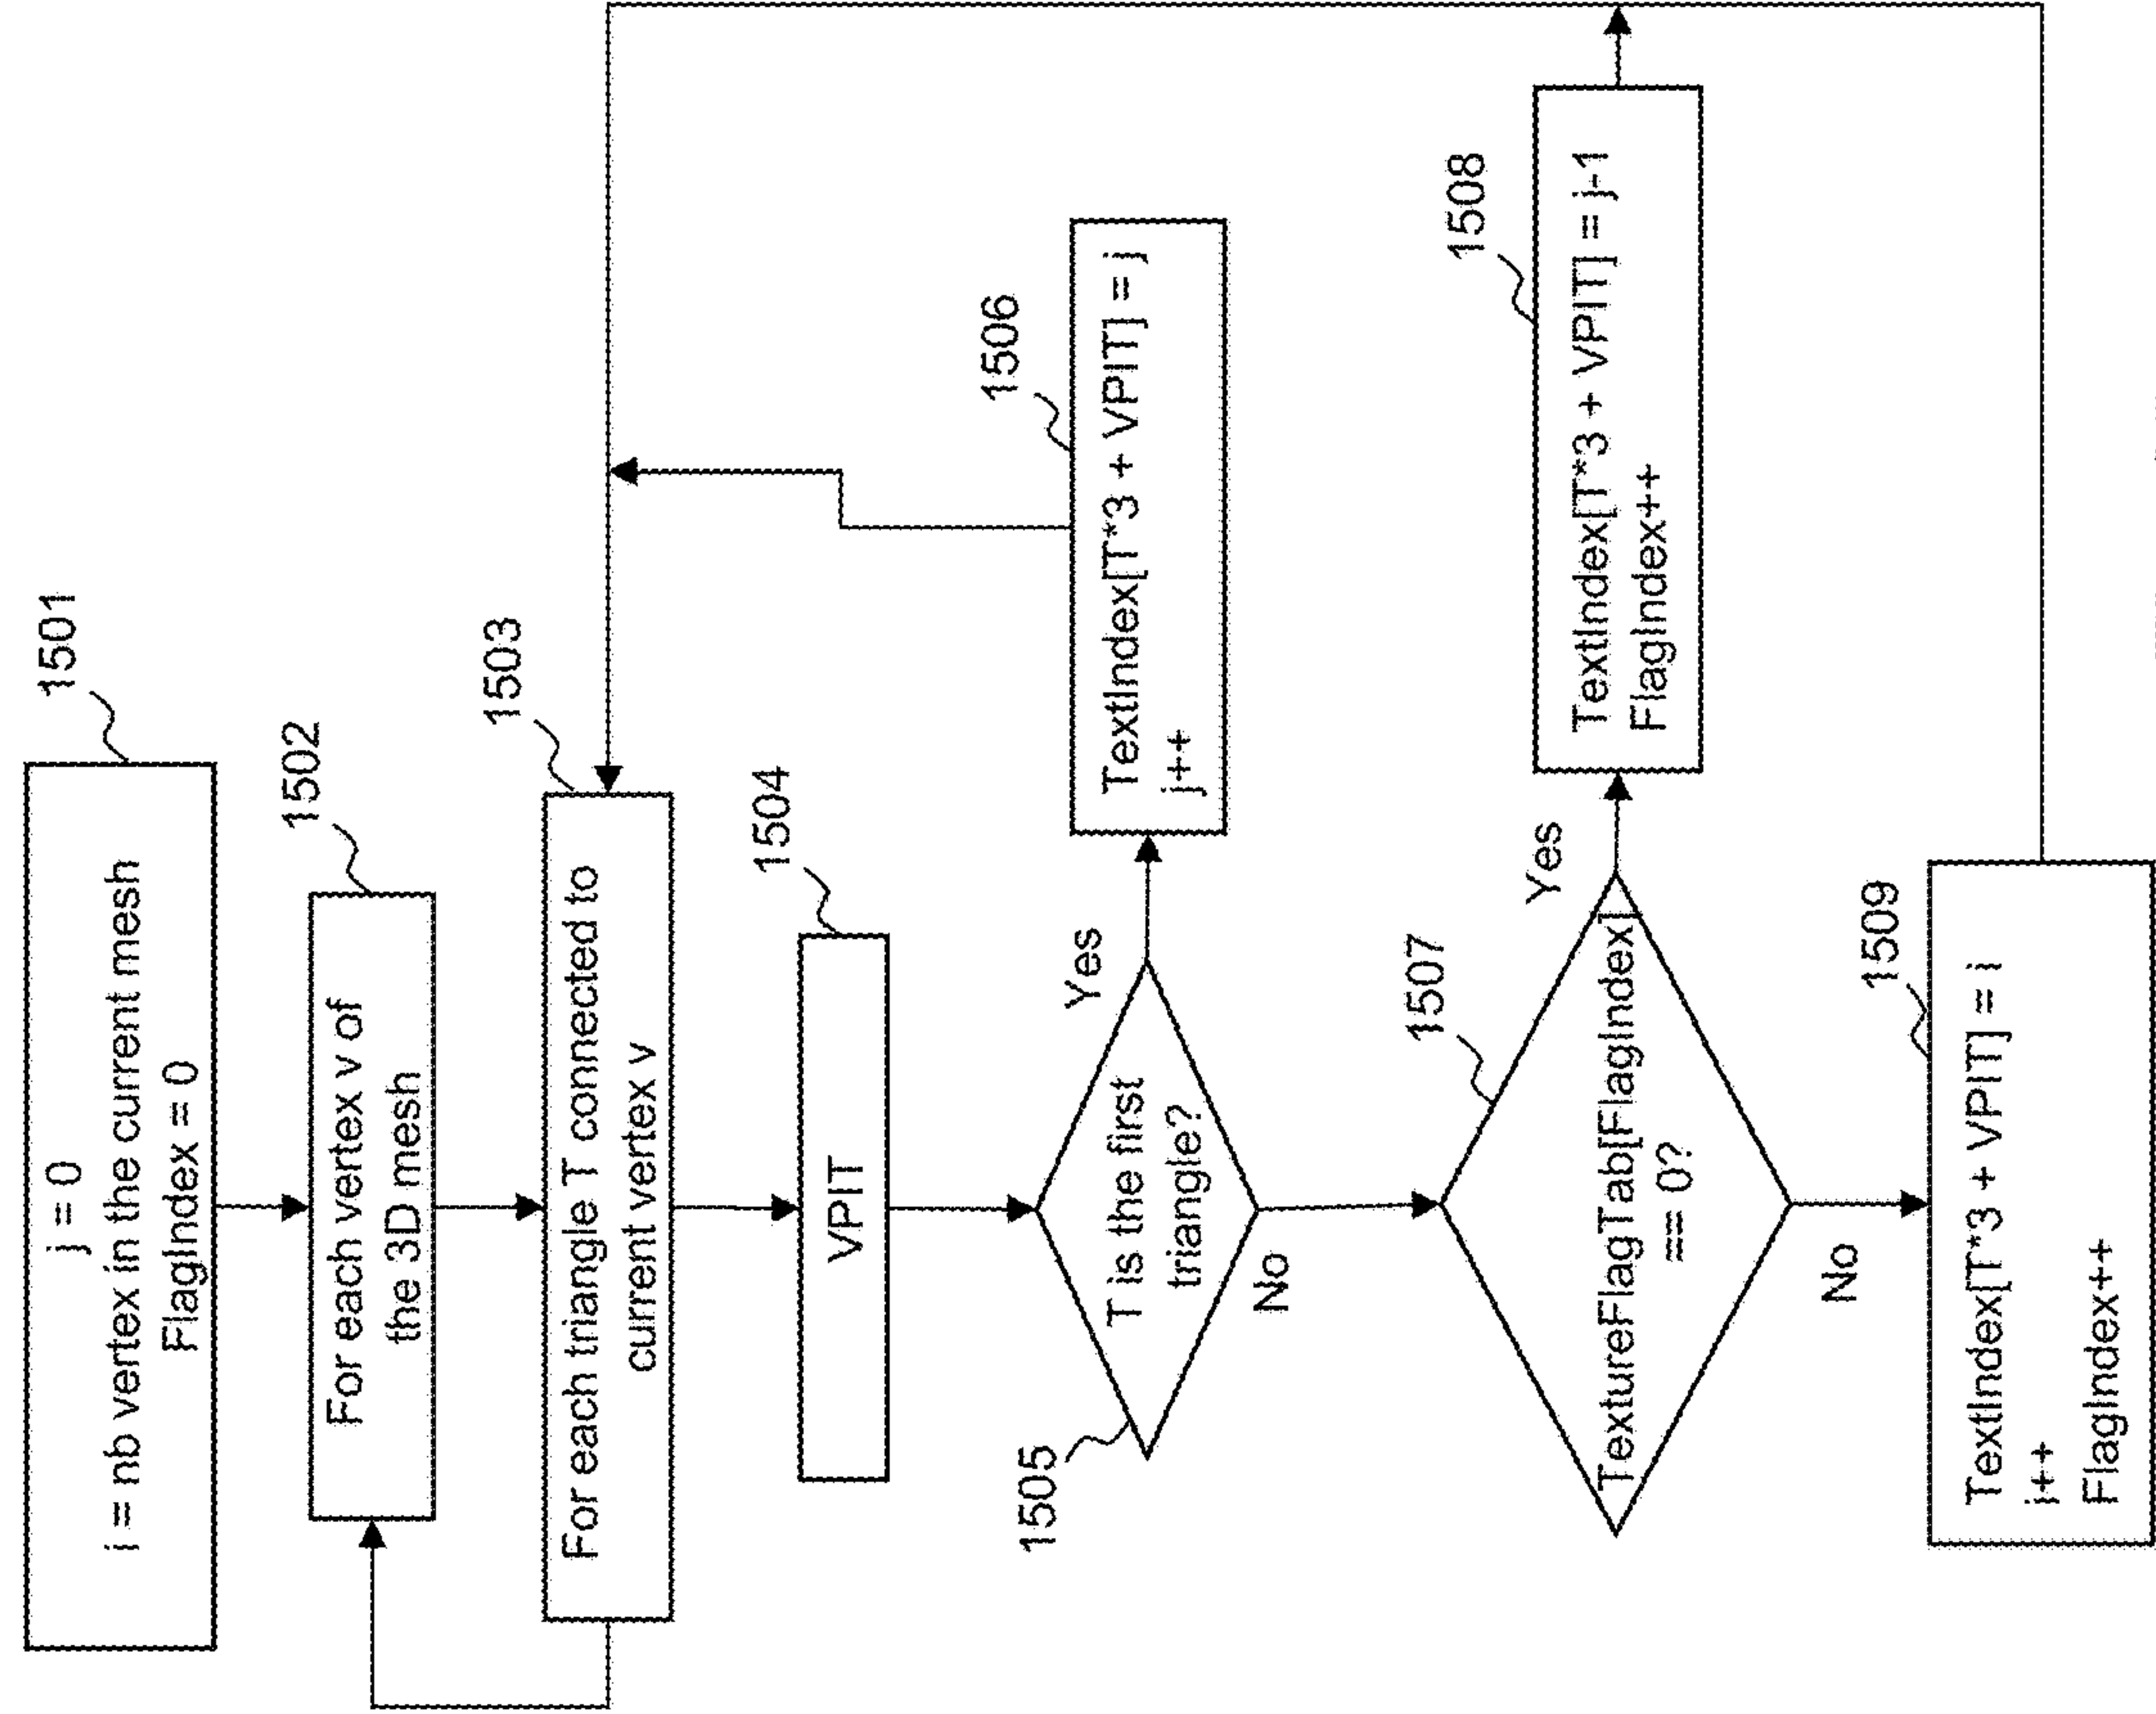 1501
j = 0
i = nb vertex in the current mesh
FlagIndex = 0
1502
For each vertex v of
the 3D mesh
1503
For each triangle T connected to
current vertex v
1504
VPIT
1505
T is the first
triangle?
Yes
No
1506
TextIndex[T*3 + VPIT] = j
j++
1507
TextureFlagTab[FlagIndex]
== 0?
Yes
No
1508
TextIndex[T*3 + VPIT] = j-1
FlagIndex++
1509
TextIndex[T*3 + VPIT] = i
i++
FlagIndex++